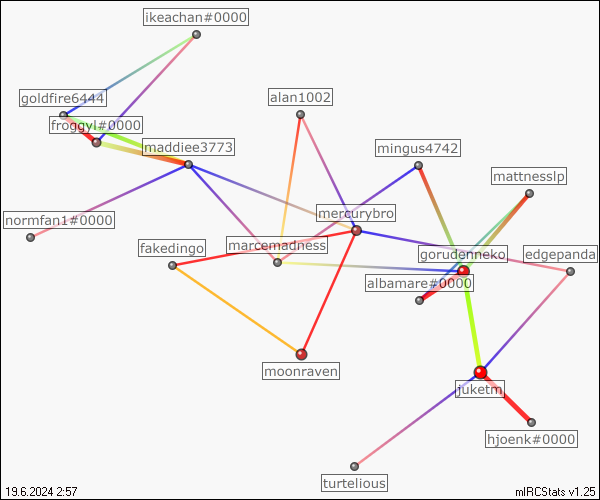 ikeachan#0000
goldfire6444
alan1002
froggyl#0000
maddiee3773
mingus4742
mattnesslp
mercurybro
normfan1#0000
fakedingo
marcemadness
gorudenneko
edgepanda
albamare#0000
moonraven
juketm
hjoenk#0000
turtelious
19.6.2024 2:57
mIRCStats v1.25